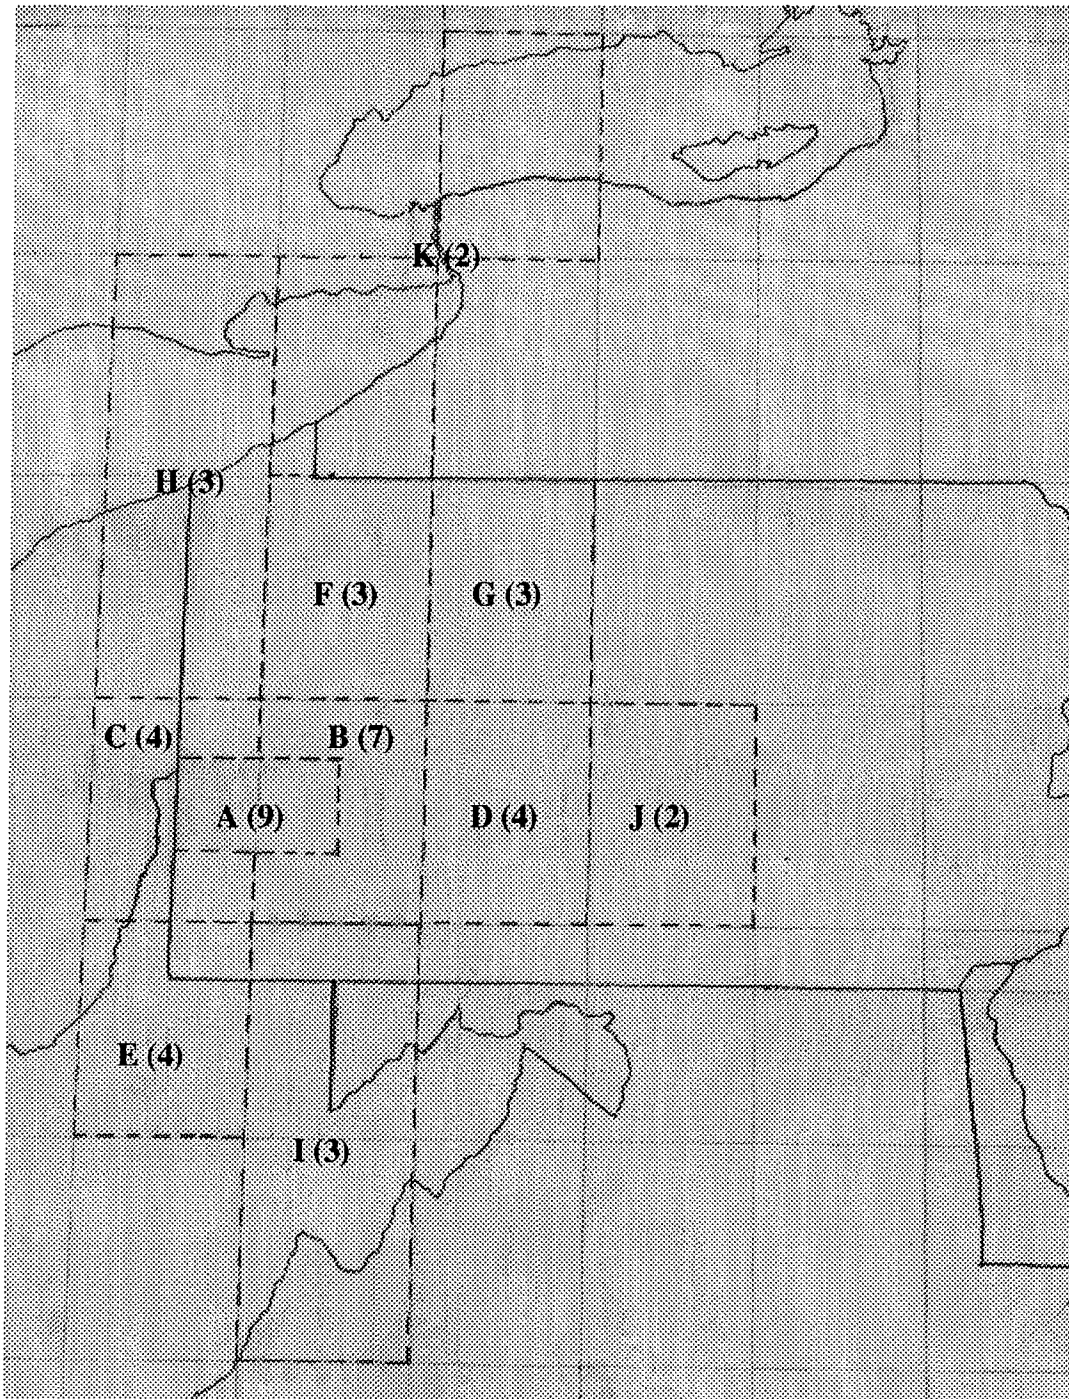 K (2)
H (3)
F (3) G (3)
C (4) B (7)
A (9) D (4) J (2)
E (4)
I (3)